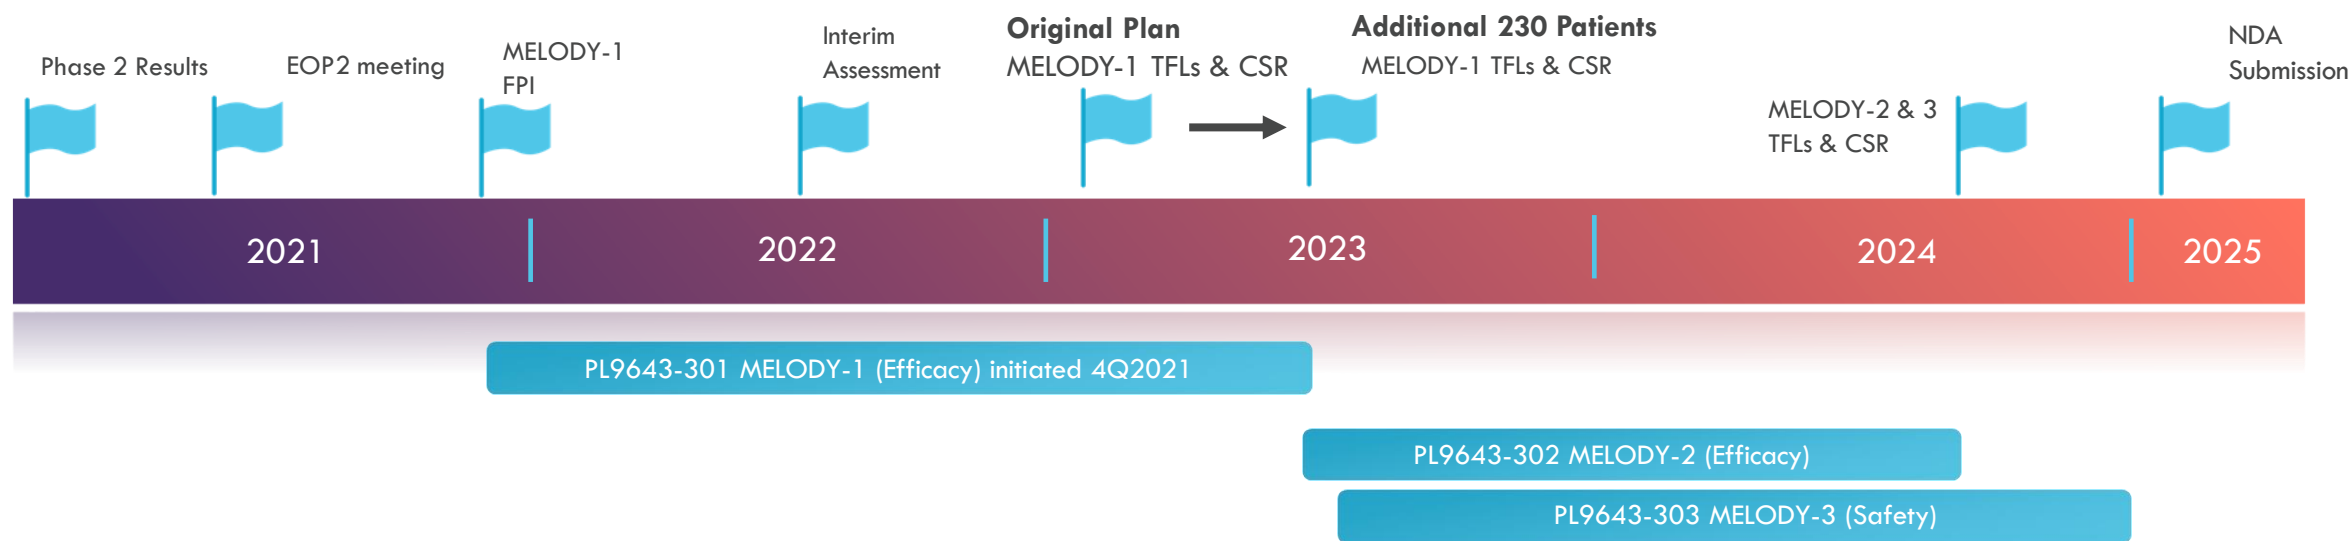 Phase 2 Results
EOP2 meeting
MELODY-1
FPI
Interim
Assessment
Original Plan
MELODY-1 TFLs & CSR
Additional 230 Patients
MELODY-1 TFLs & CSR
MELODY-2 & 3
TFLs & CSR
NDA
Submission
2021
2022
2023
2024
2025
PL9643-301 MELODY-1 (Efficacy) initiated 4Q2021
PL9643-302 MELODY-2 (Efficacy)
PL9643-303 MELODY-3 (Safety)